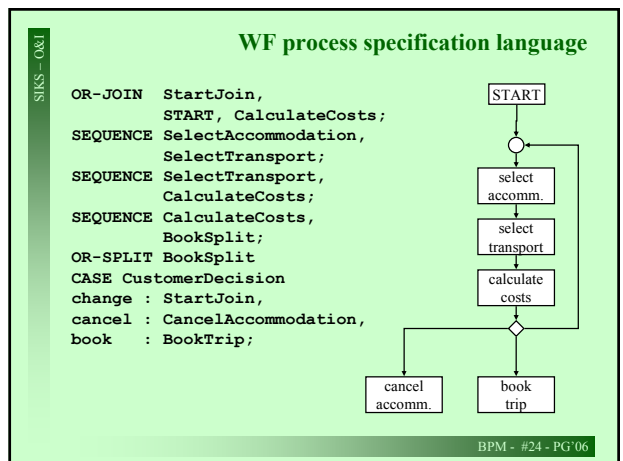 SIKS – O&I
WF process specification language
OR-JOIN StartJoin,
START, CalculateCosts;
SEQUENCE SelectAccommodation,
SelectTransport;
SEQUENCE SelectTransport,
CalculateCosts;
SEQUENCE CalculateCosts,
BookSplit;
OR-SPLIT BookSplit
CASE CustomerDecision
change : StartJoin,
cancel : CancelAccommodation,
book : BookTrip;
START
select
accomm.
select
transport
calculate
costs
cancel
accomm.
book
trip
BPM - #24 - PG'06